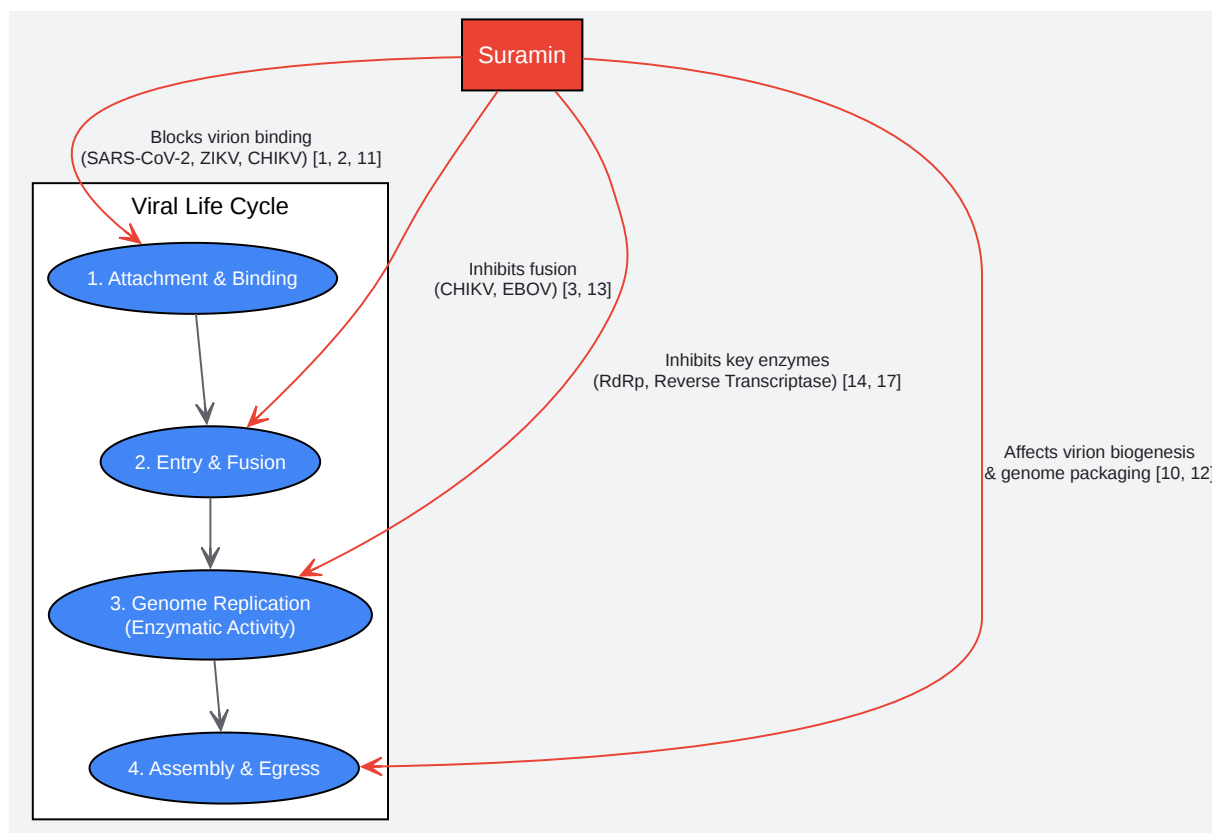 Suramin
Blocks virion binding
(SARS-CoV-2, ZIKV, CHIKV) [1, 2, 11]
Viral Life Cycle
1. Attachment & Binding
Inhibits fusion
(CHIKV, EBOV) [3, 13]
Inhibits key enzymes
(RdRp, Reverse Transcriptase) [14, 17]
Affects virion biogenesis
& genome packaging [10, 12]
2. Entry & Fusion
3. Genome Replication
(Enzymatic Activity)
4. Assembly & Egress